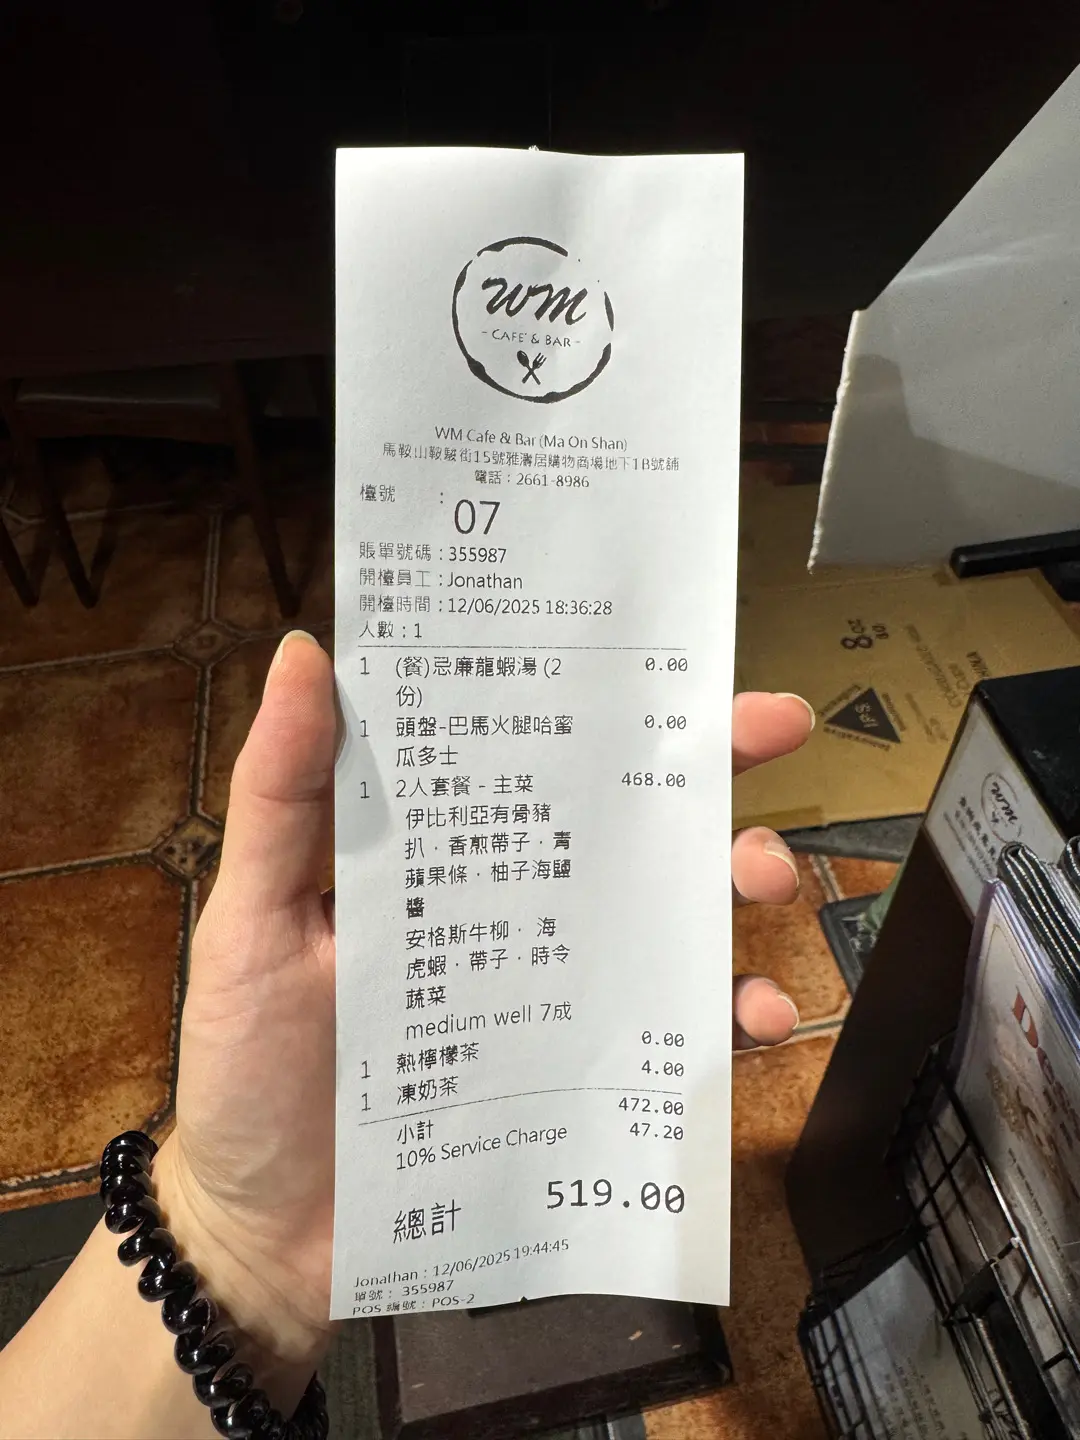 wm
- CAFE & BAR -
WM Cafe & Bar (Ma On Shan)
馬鞍山鞍駿街15號雅濤居購物商場地下1B號舖
電話：2661-8986
檯號 :
07
賬單號碼 : 355987
開檯員工 : Jonathan
開檯時間 : 12/06/2025 18:36:28
人數 : 1
1 (餐)忌廉龍蝦湯 (2 0.00
份)
1 頭盤-巴馬火腿哈蜜 0.00
瓜多士
1 2人套餐 - 主菜 468.00
伊比利亞有骨豬
扒．香煎帶子．青
蘋果條．柚子海鹽
醬
安格斯牛柳． 海
虎蝦．帶子．時令
蔬菜
medium well 7成
1 熱檸檬茶 0.00
1 凍奶茶 4.00
小計 472.00
10% Service Charge 47.20
總計 519.00
Jonathan : 12/06/2025 19:44:45
單號： 355987
POS 編號 : POS-2
80
IPS
Innovative
wm